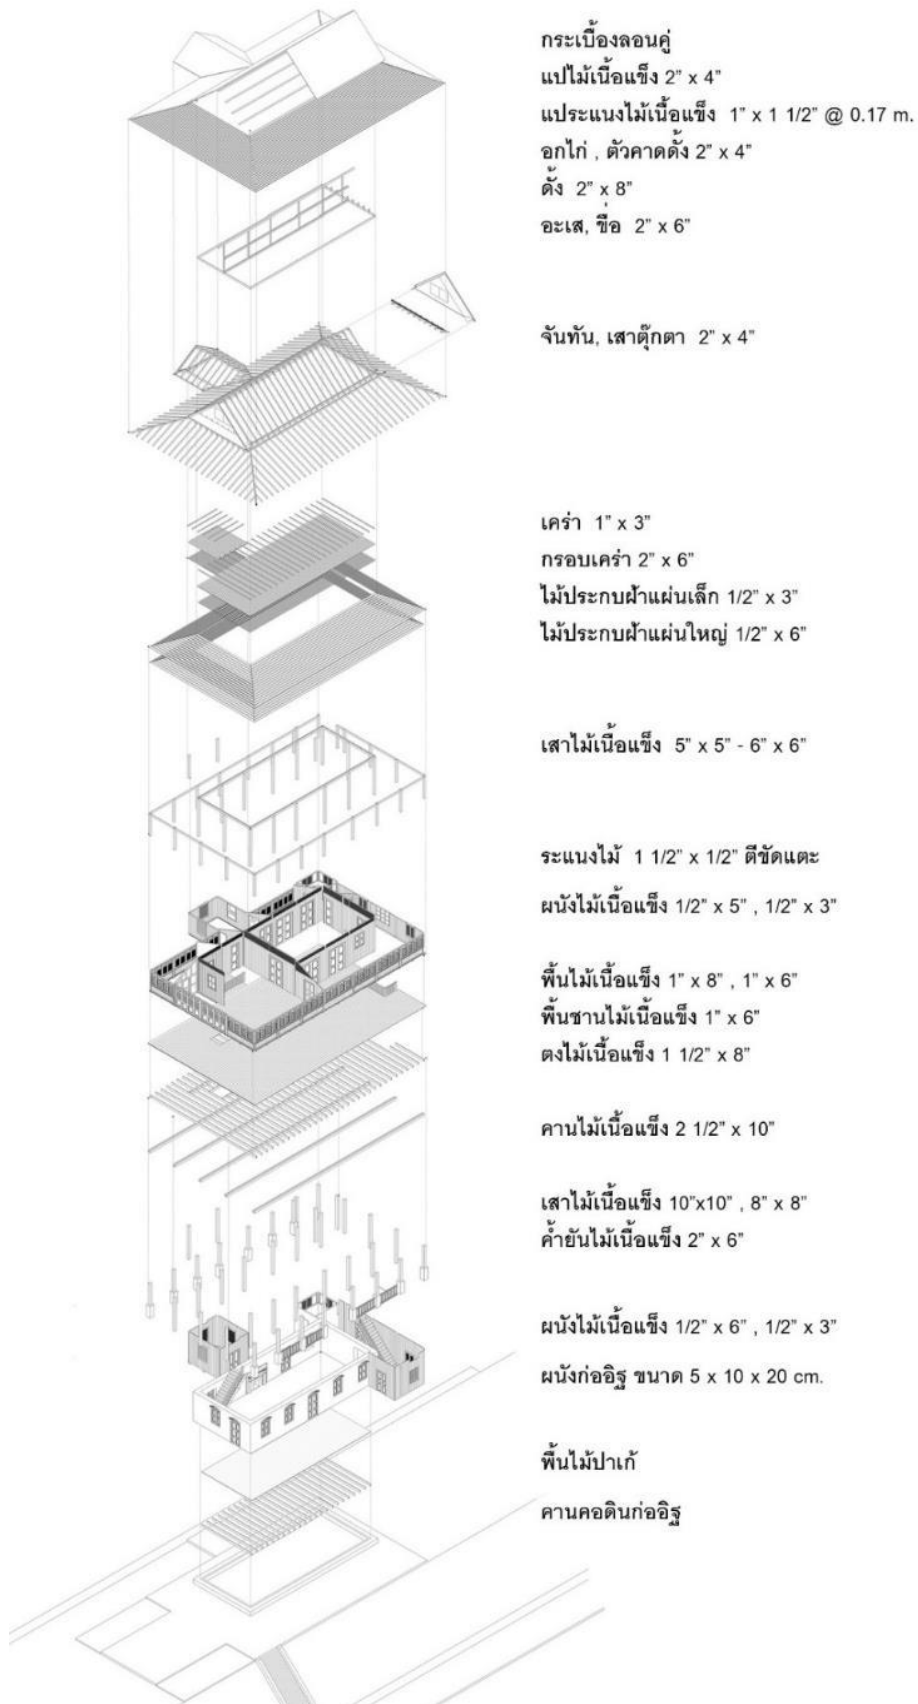 กระเบื้องลอนคู่
แปไม้เนื้อแข็ง 2” x 4”
แประแนงไม้เนื้อแข็ง 1” x 1 1/2” @ 0.17 m.
อกไก่ , ตัวคาดดั้ง 2” x 4”
ดั้ง 2” x 8”
อะเส, ขื่อ 2” x 6”
จันทัน, เสาตุ๊กตา 2” x 4”
เคร่า 1” x 3”
กรอบเคร่า 2” x 6”
ไม้ประกบฝ้าแผ่นเล็ก 1/2” x 3”
ไม้ประกบฝ้าแผ่นใหญ่ 1/2” x 6”
เสาไม้เนื้อแข็ง 5” x 5” - 6” x 6”
ระแนงไม้ 1 1/2” x 1/2” ตีขัดแตะ
ผนังไม้เนื้อแข็ง 1/2” x 5” , 1/2” x 3”
พื้นไม้เนื้อแข็ง 1” x 8” , 1” x 6”
พื้นชานไม้เนื้อแข็ง 1” x 6”
ตงไม้เนื้อแข็ง 1 1/2” x 8”
คานไม้เนื้อแข็ง 2 1/2” x 10”
เสาไม้เนื้อแข็ง 10”x10” , 8” x 8”
ค้ำยันไม้เนื้อแข็ง 2” x 6”
ผนังไม้เนื้อแข็ง 1/2” x 6” , 1/2” x 3”
ผนังก่ออิฐ ขนาด 5 x 10 x 20 cm.
พื้นไม้ปาเก้
คานคอดินก่ออิฐ